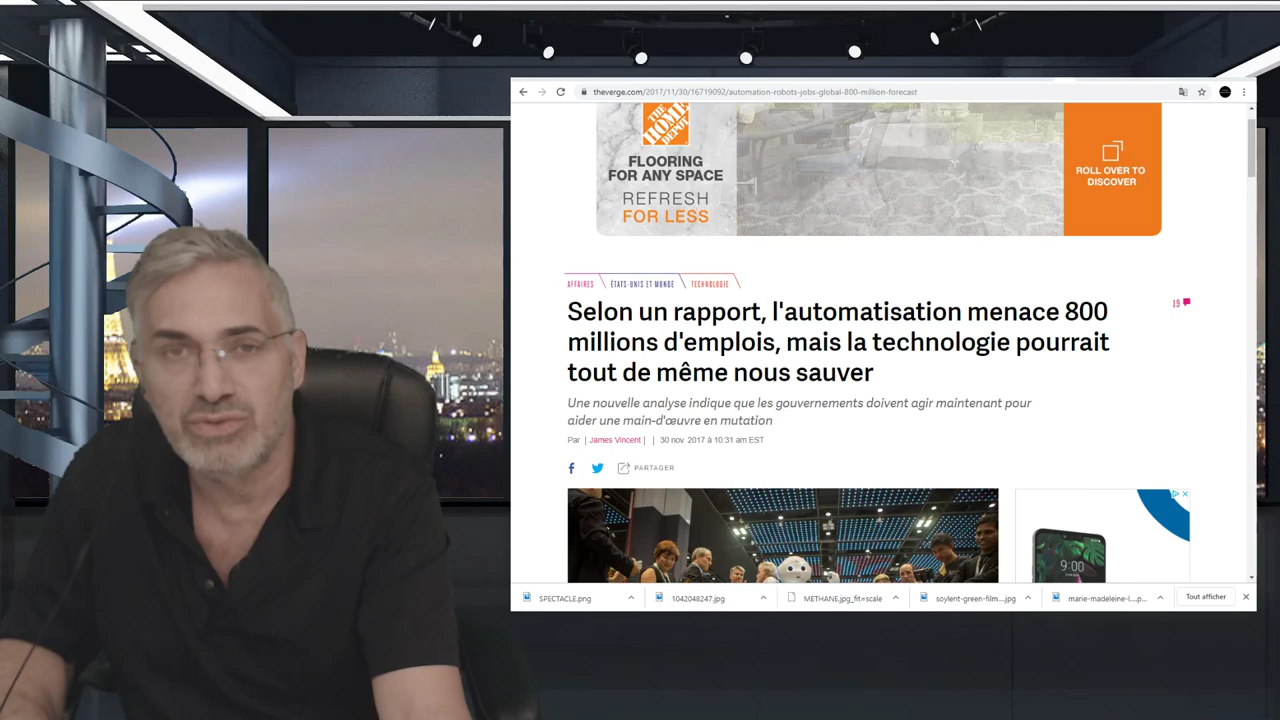 theverge.com/2017/11/30/16719092/automation-robots-jobs-global-800-million-forecast
THE HOME DEPOT
FLOORING
FOR ANY SPACE
REFRESH
FOR LESS
ROLL OVER TO
DISCOVER
AFFAIRES ÉTATS-UNIS ET MONDE TECHNOLOGIE
Selon un rapport, l'automatisation menace 800
millions d'emplois, mais la technologie pourrait
tout de même nous sauver
19
Une nouvelle analyse indique que les gouvernements doivent agir maintenant pour
aider une main-d'œuvre en mutation
Par | James Vincent | | 30 nov. 2017 à 10:31 am EST
PARTAGER
9:00
SPECTACLE.png 1042048247.jpg METHANE.jpg_fit=scale soylent-green-film....jpg marie-madeleine-l....p... Tout afficher